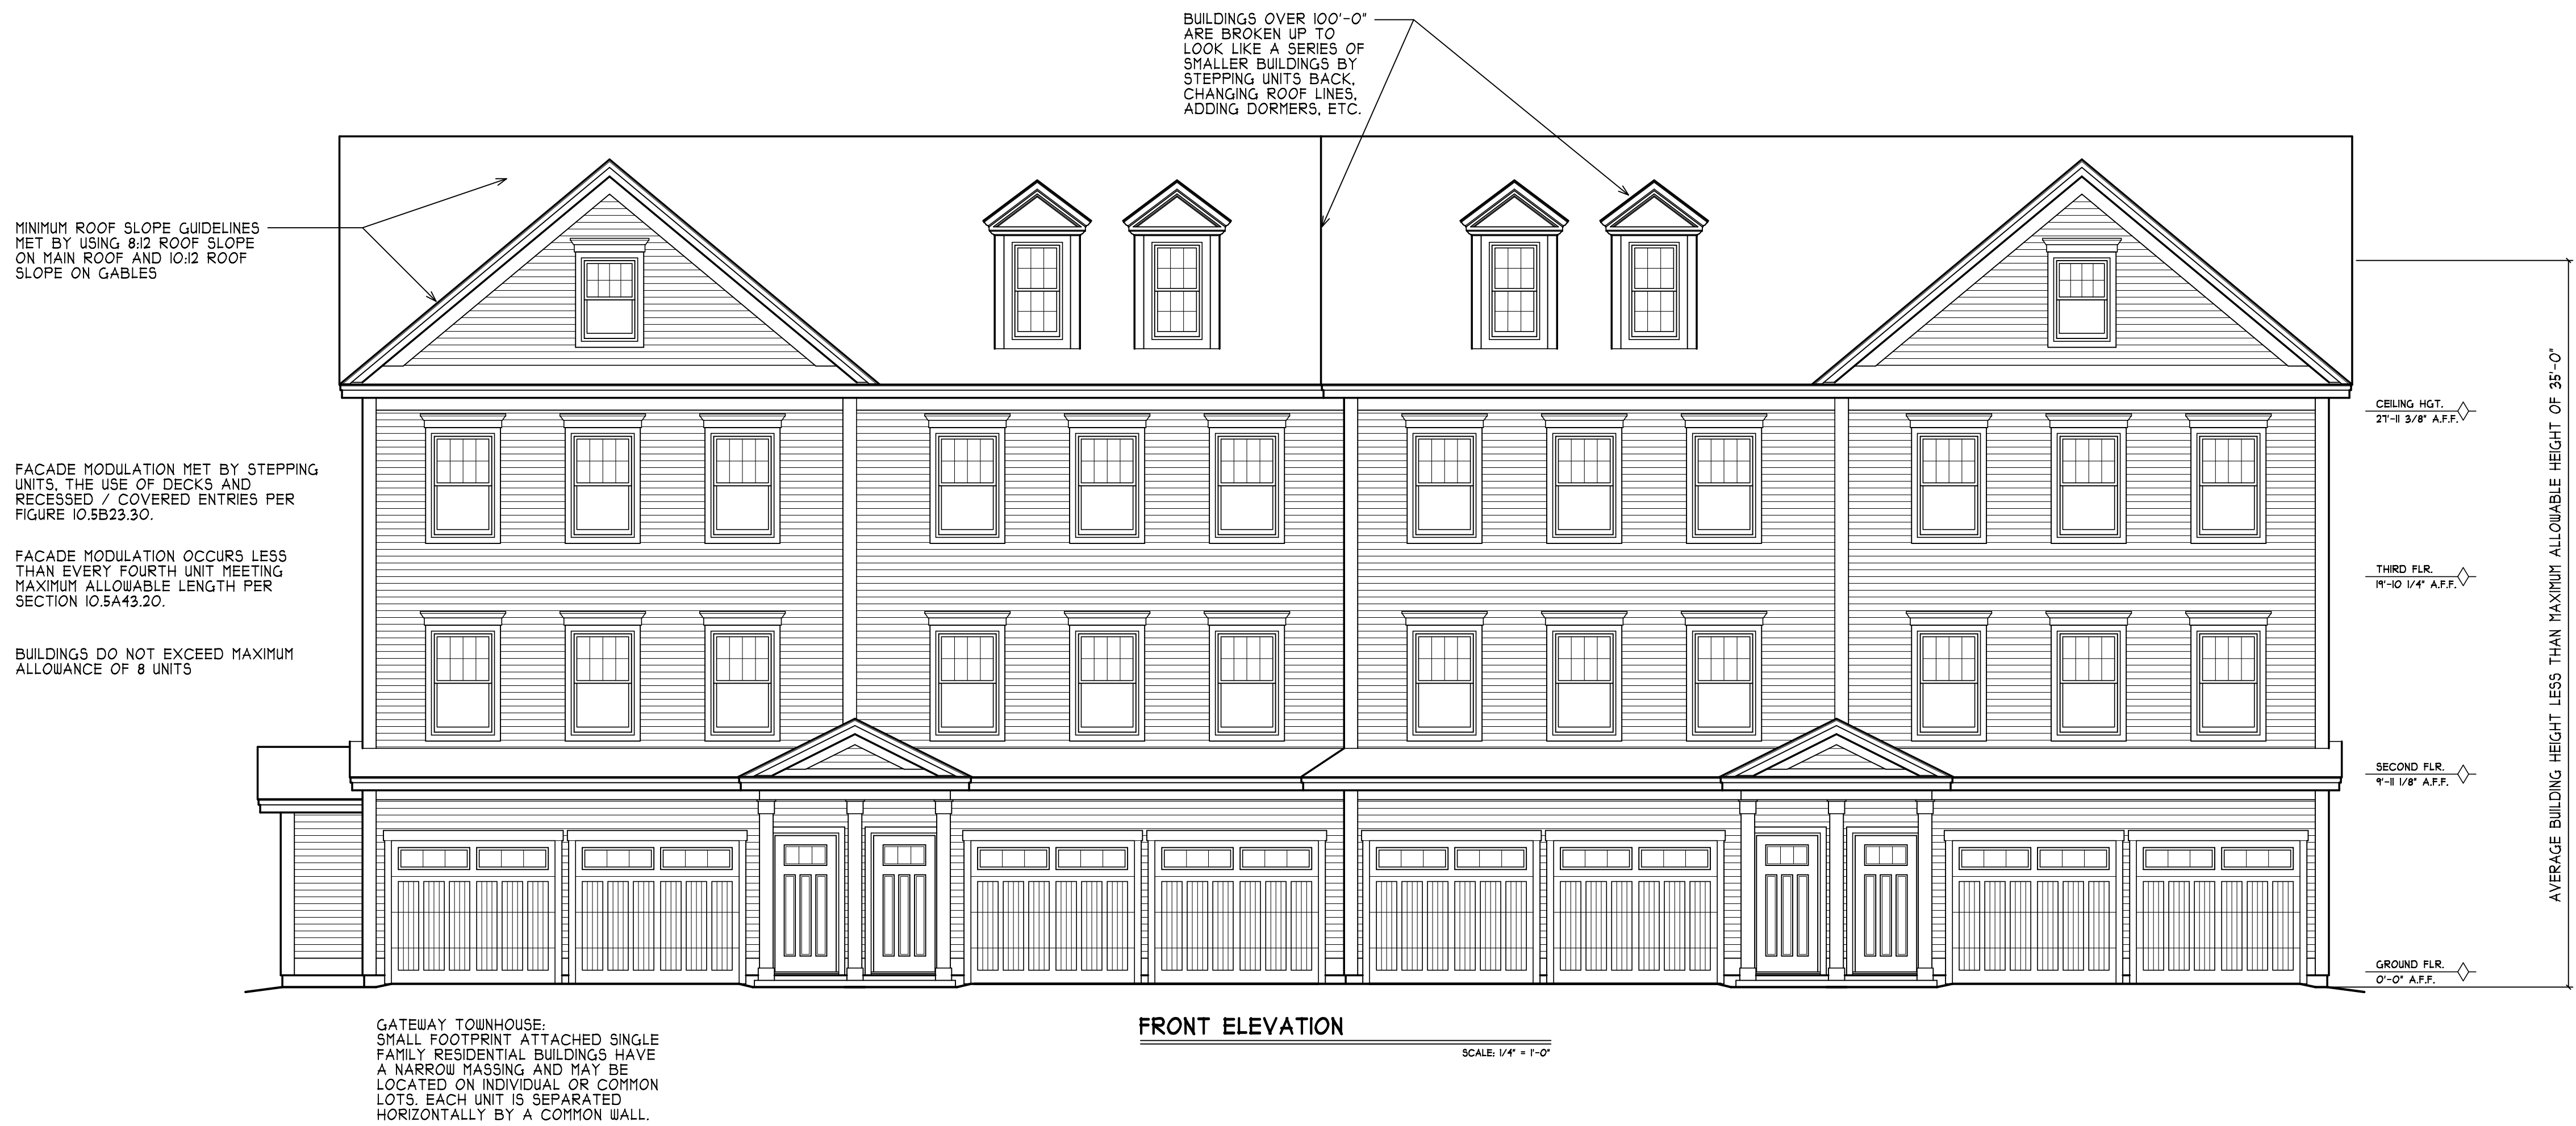 BUILDINGS OVER 100'-0"
ARE BROKEN UP TO
LOOK LIKE A SERIES OF
SMALLER BUILDINGS BY
STEPPING UNITS BACK,
CHANGING ROOF LINES,
ADDING DORMERS, ETC.
MINIMUM ROOF SLOPE GUIDELINES
MET BY USING 8:12 ROOF SLOPE
ON MAIN ROOF AND 10:12 ROOF
SLOPE ON GABLES
FACADE MODULATION MET BY STEPPING
UNITS, THE USE OF DECKS AND
RECESSED / COVERED ENTRIES PER
FIGURE 10.5B23.30.
FACADE MODULATION OCCURS LESS
THAN EVERY FOURTH UNIT MEETING
MAXIMUM ALLOWABLE LENGTH PER
SECTION 10.5A43.20.
BUILDINGS DO NOT EXCEED MAXIMUM
ALLOWANCE OF 8 UNITS
CEILING HGT.
27'-11 3/8" A.F.F.
THIRD FLR.
19'-10 1/4" A.F.F.
SECOND FLR.
9'-11 1/8" A.F.F.
GROUND FLR.
0'-0" A.F.F.
AVERAGE BUILDING HEIGHT LESS THAN MAXIMUM ALLOWABLE HEIGHT OF 35'-0"
GATEWAY TOWNHOUSE:
SMALL FOOTPRINT ATTACHED SINGLE
FAMILY RESIDENTIAL BUILDINGS HAVE
A NARROW MASSING AND MAY BE
LOCATED ON INDIVIDUAL OR COMMON
LOTS. EACH UNIT IS SEPARATED
HORIZONTALLY BY A COMMON WALL.
FRONT ELEVATION
SCALE: 1/4" = 1'-0"